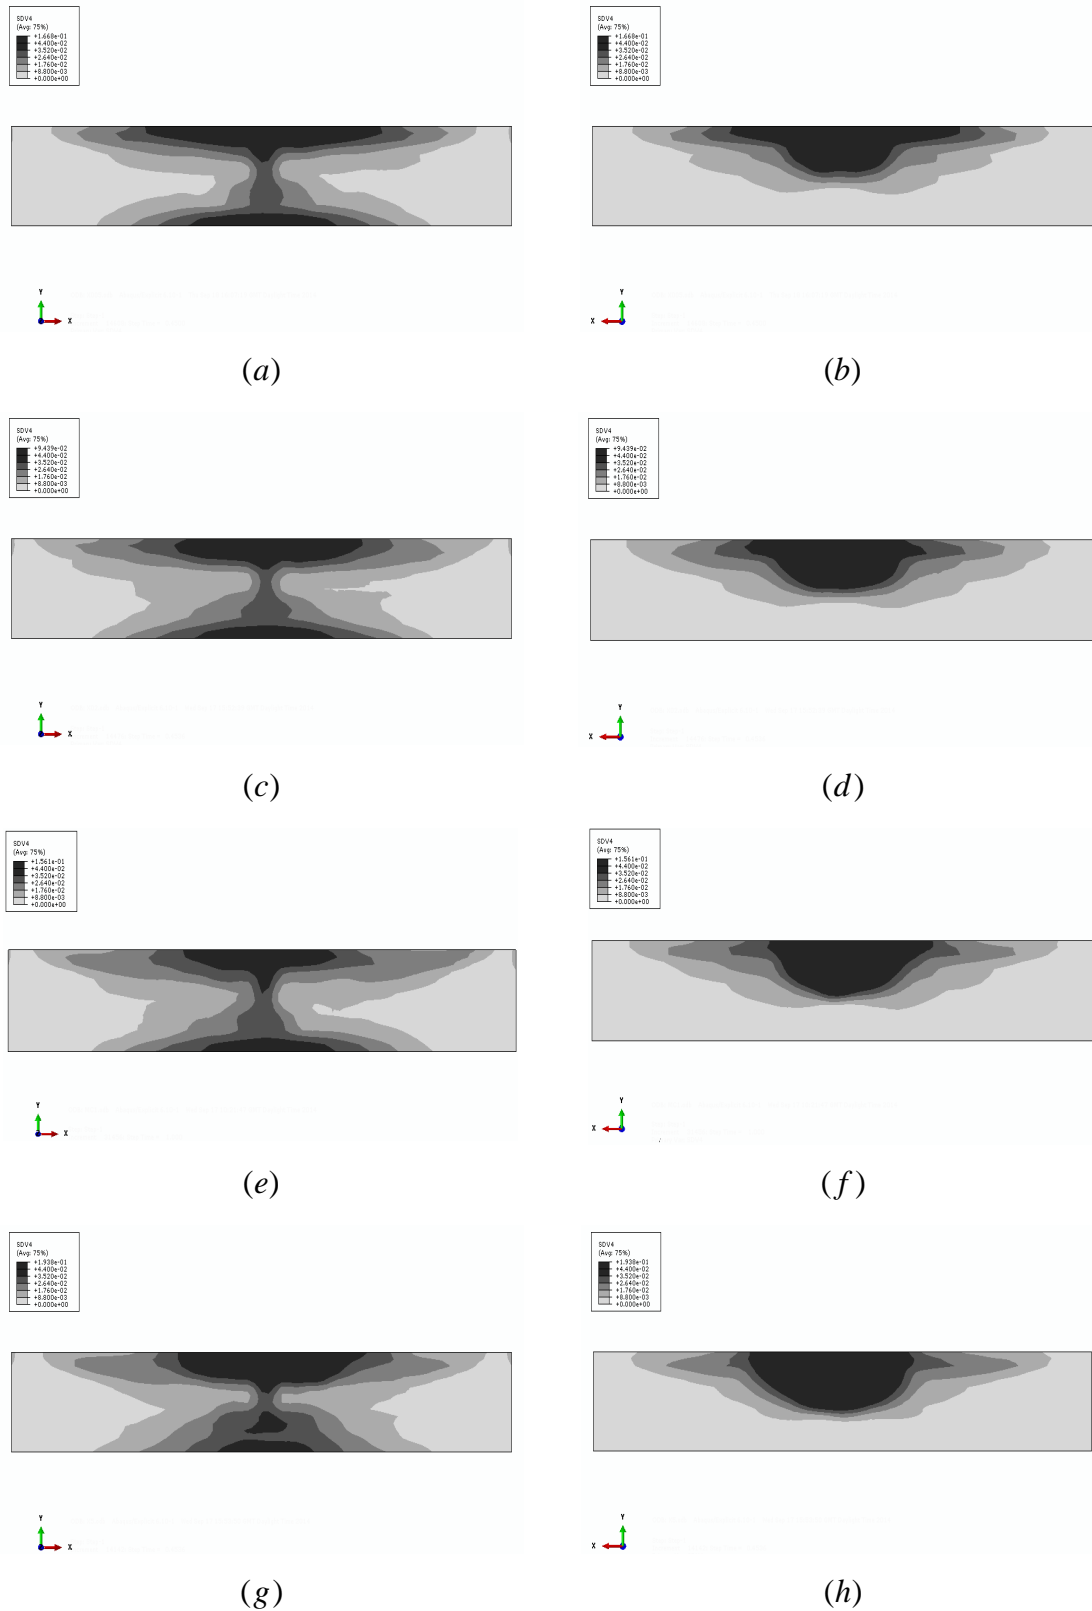 SDV4
(Avg: 75%)
+1.668e-01
+4.400e-02
+3.520e-02
+2.640e-02
+1.760e-02
+8.800e-03
+0.000e+00
Y
X
(a)
SDV4
(Avg: 75%)
+1.668e-01
+4.400e-02
+3.520e-02
+2.640e-02
+1.760e-02
+8.800e-03
+0.000e+00
Y
X
(b)
SDV4
(Avg: 75%)
+9.439e-02
+4.400e-02
+3.520e-02
+2.640e-02
+1.760e-02
+8.800e-03
+0.000e+00
Y
X
(c)
SDV4
(Avg: 75%)
+9.439e-02
+4.400e-02
+3.520e-02
+2.640e-02
+1.760e-02
+8.800e-03
+0.000e+00
Y
X
(d)
SDV4
(Avg: 75%)
+1.561e-01
+4.400e-02
+3.520e-02
+2.640e-02
+1.760e-02
+8.800e-03
+0.000e+00
Y
X
(e)
SDV4
(Avg: 75%)
+1.561e-01
+4.400e-02
+3.520e-02
+2.640e-02
+1.760e-02
+8.800e-03
+0.000e+00
Y
X
(f)
SDV4
(Avg: 75%)
+1.938e-01
+4.400e-02
+3.520e-02
+2.640e-02
+1.760e-02
+8.800e-03
+0.000e+00
Y
X
(g)
SDV4
(Avg: 75%)
+1.938e-01
+4.400e-02
+3.520e-02
+2.640e-02
+1.760e-02
+8.800e-03
+0.000e+00
Y
X
(h)